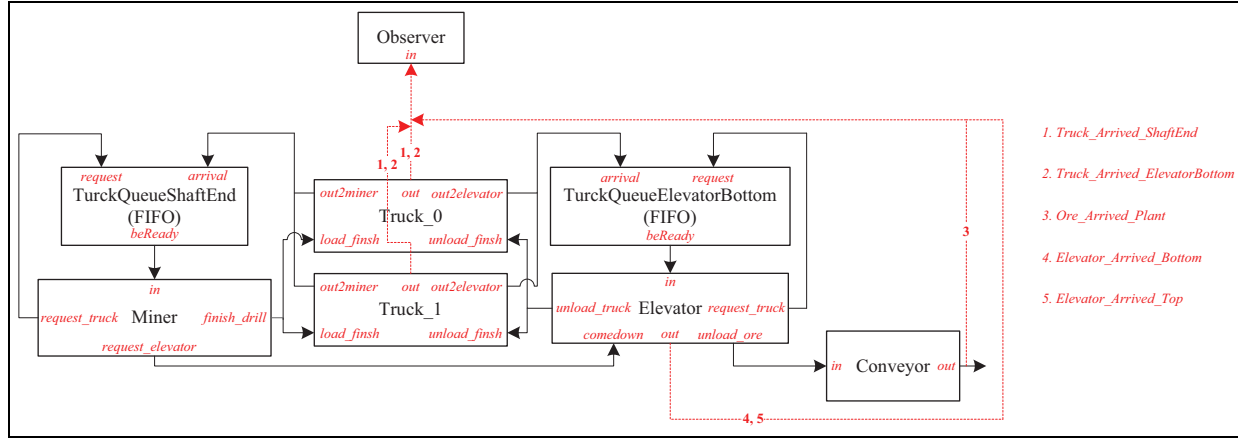 Observer
in
1, 2
1, 2
1. Truck_Arrived_ShaftEnd
2. Truck_Arrived_ElevatorBottom
3. Ore_Arrived_Plant
4. Elevator_Arrived_Bottom
5. Elevator_Arrived_Top
request arrival
TurckQueueShaftEnd
(FIFO)
beReady
out2miner out out2elevator
Truck_0
load_finsh unload_finsh
arrival request
TurckQueueElevatorBottom
(FIFO)
beReady
3
in
request_truck Miner finish_drill
request_elevator
out2miner out out2elevator
Truck_1
load_finsh unload_finsh
in
unload_truck Elevator request_truck
comedown out unload_ore
in Conveyor out
4, 5